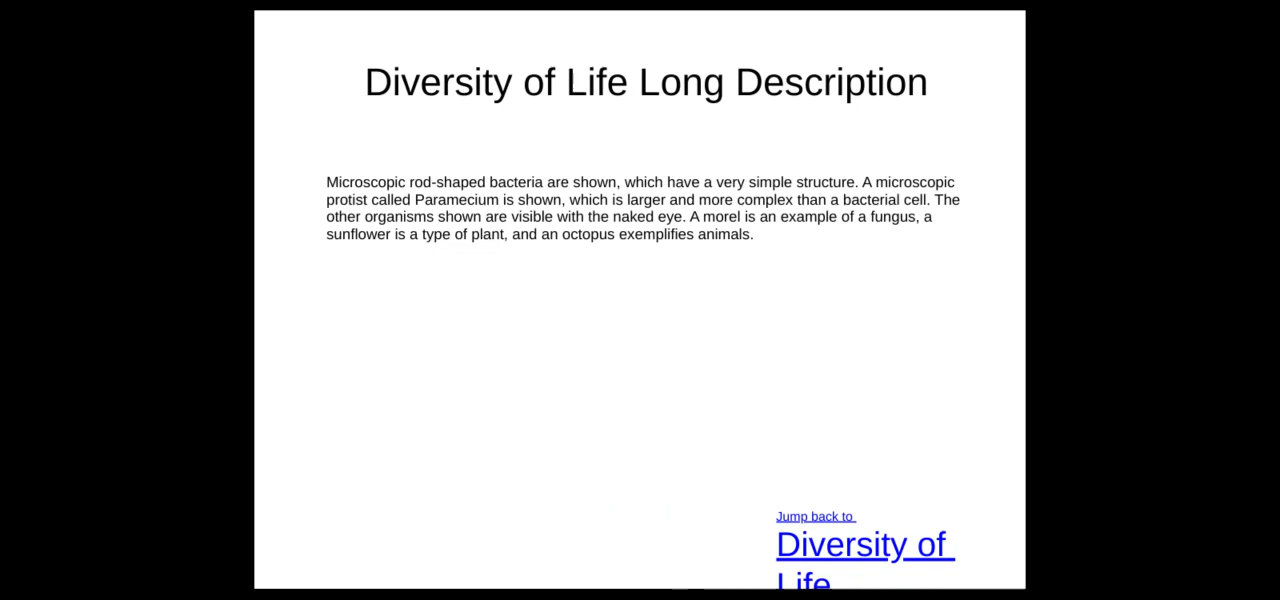 Diversity of Life Long Description
Microscopic rod-shaped bacteria are shown, which have a very simple structure. A microscopic
protist called Paramecium is shown, which is larger and more complex than a bacterial cell. The
other organisms shown are visible with the naked eye. A morel is an example of a fungus, a
sunflower is a type of plant, and an octopus exemplifies animals.
Jump back to
Diversity of
Life